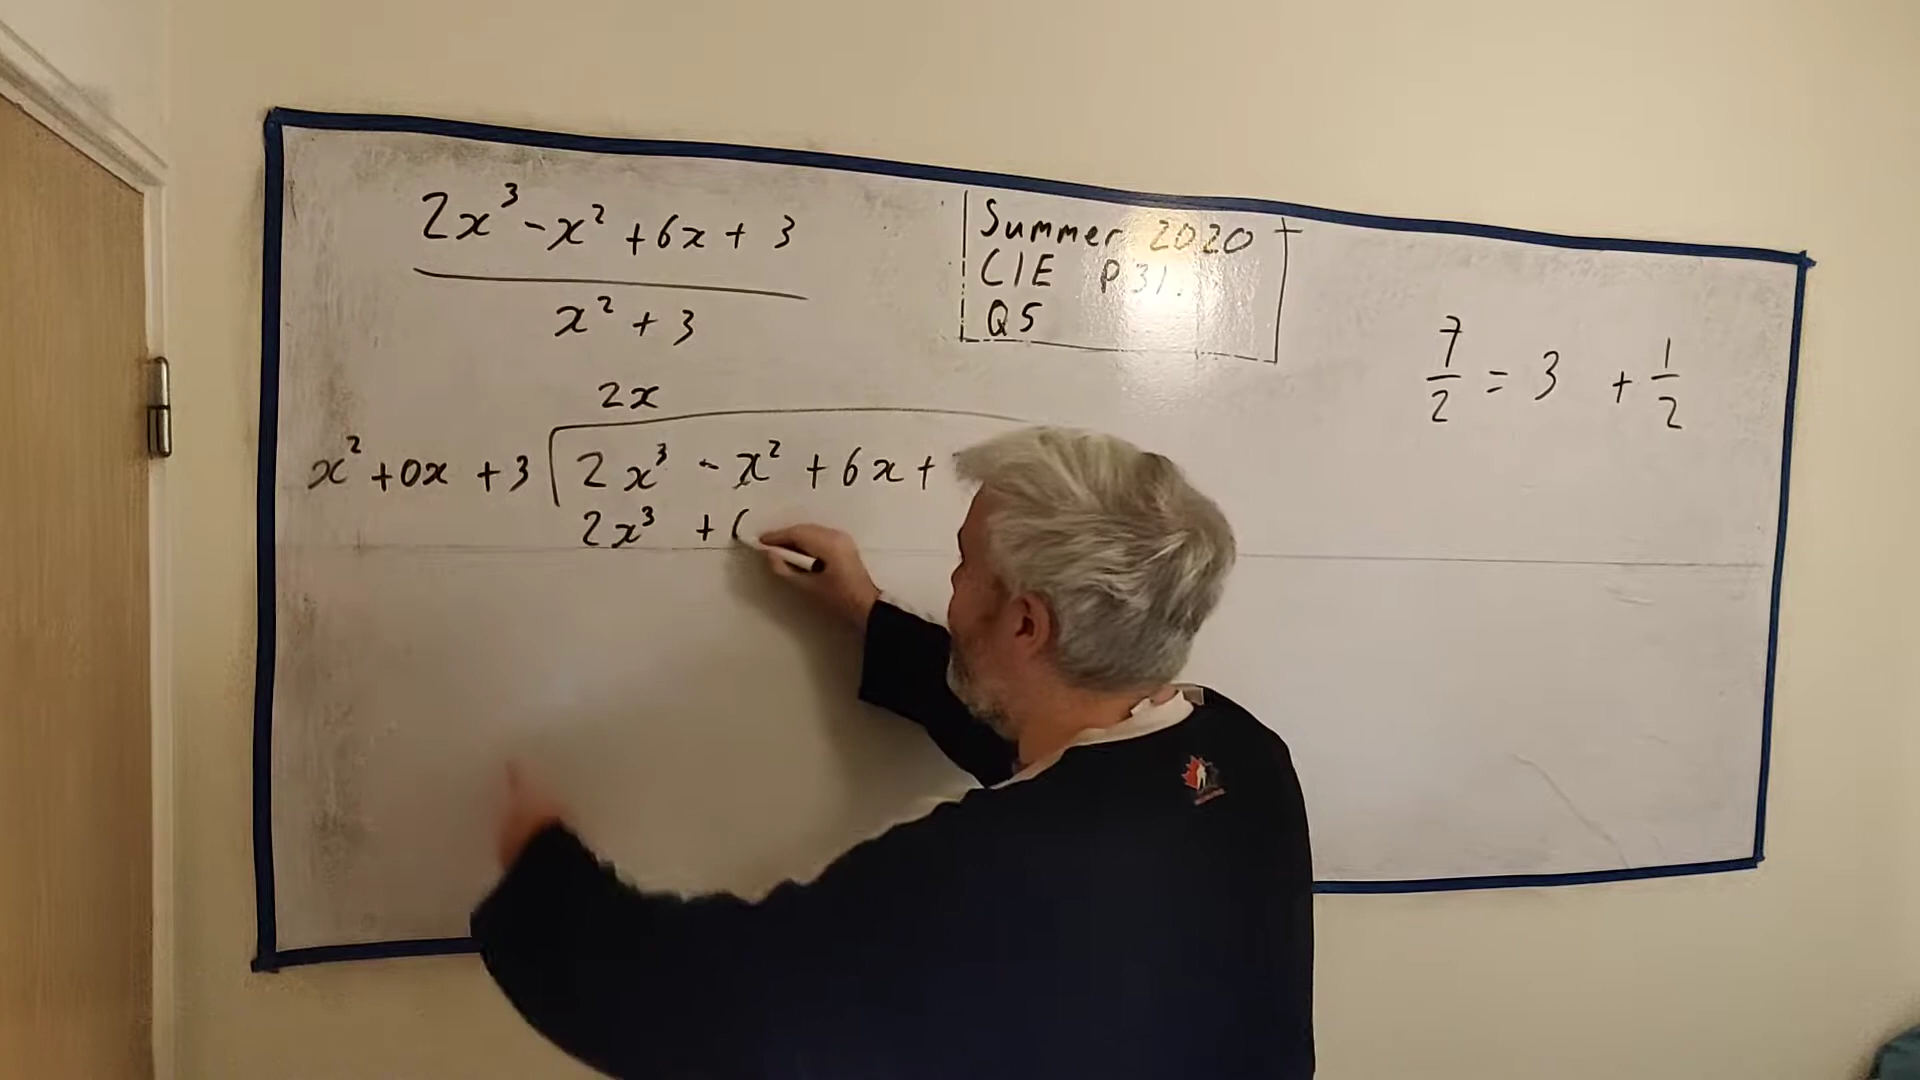 2x³ - x² + 6x + 3
x² + 3
Summer 2020
CIE P31.
Q5
7/2 = 3 + 1/2
2x
x² + 0x + 3 2x³ - x² + 6x +
2x³ +